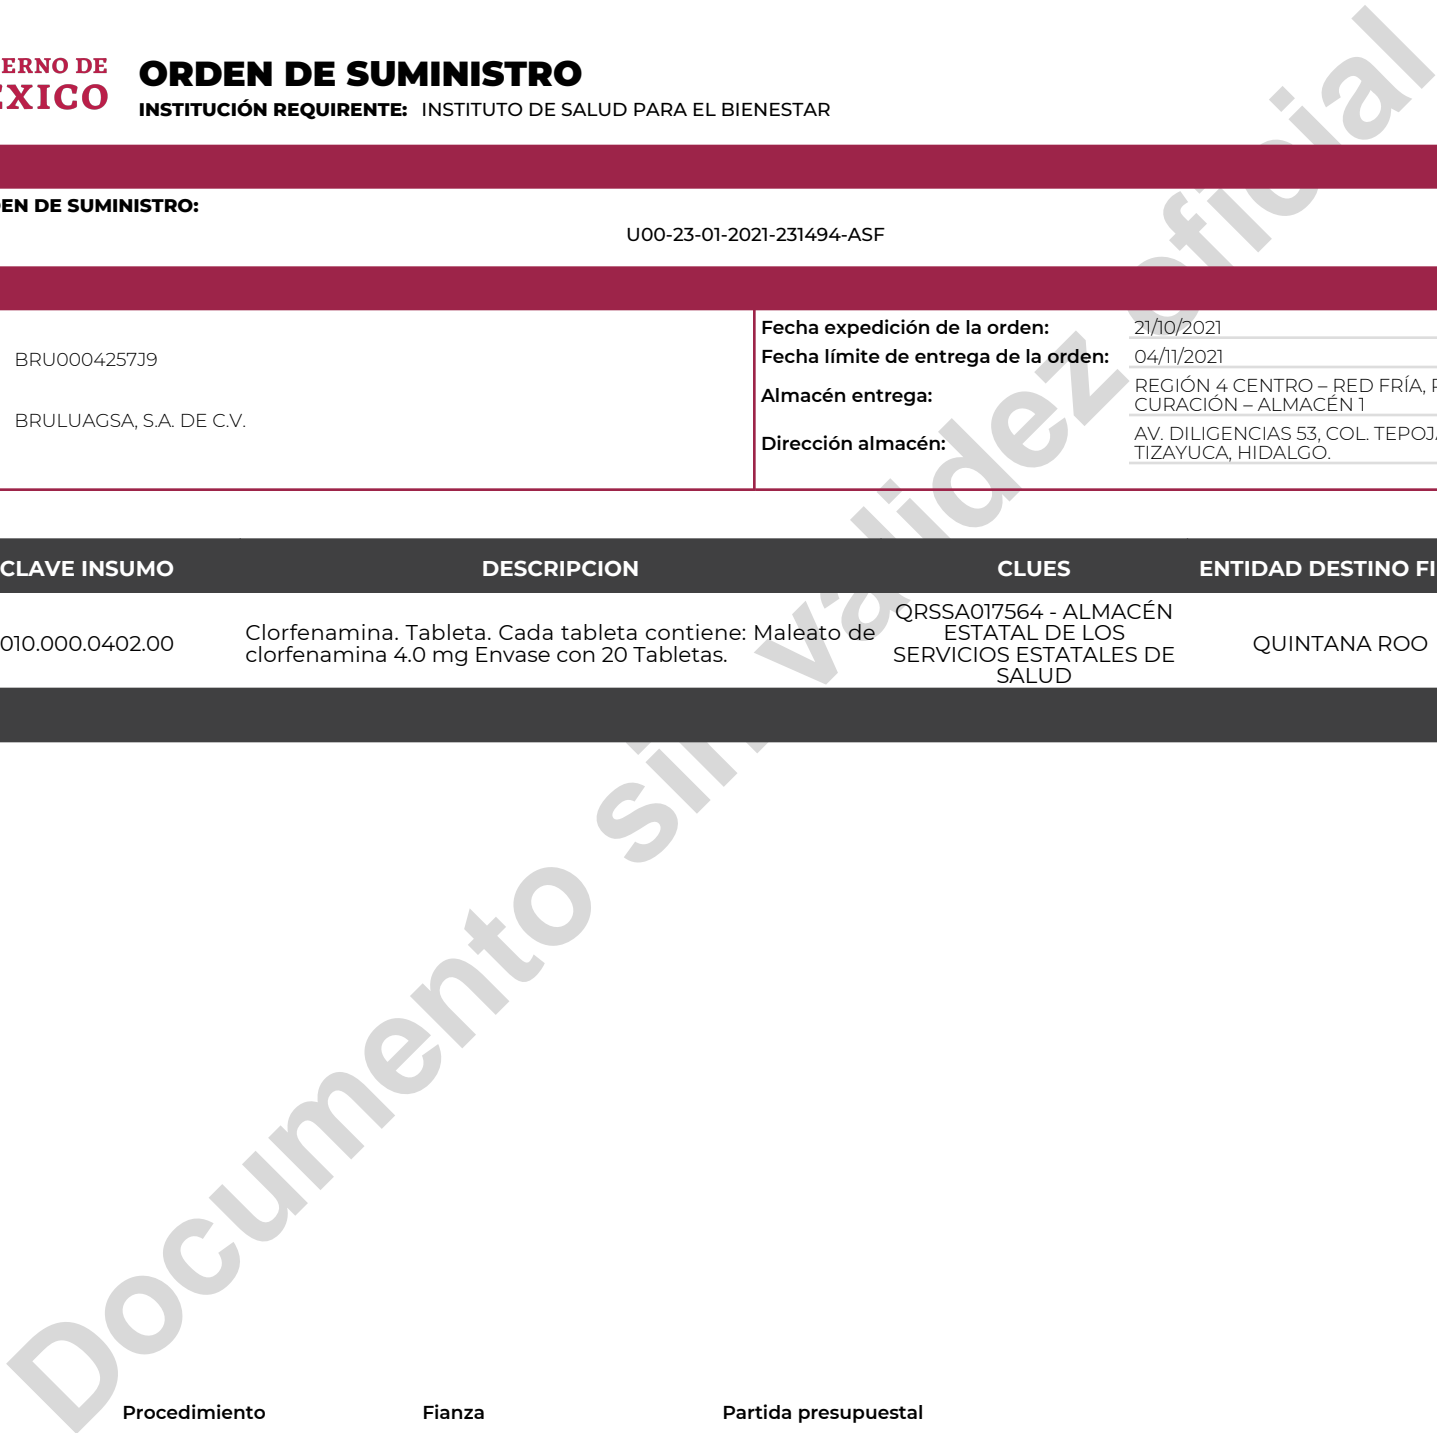 ERNO DE
EXICO
ORDEN DE SUMINISTRO
INSTITUCIÓN REQUIRENTE: INSTITUTO DE SALUD PARA EL BIENESTAR
EN DE SUMINISTRO:
U00-23-01-2021-231494-ASF
BRU0004257J9
BRULUAGSA, S.A. DE C.V.
Fecha expedición de la orden: 21/10/2021
Fecha límite de entrega de la orden: 04/11/2021
Almacén entrega: REGIÓN 4 CENTRO – RED FRÍA,
CURACIÓN – ALMACÉN 1
Dirección almacén: AV. DILIGENCIAS 53, COL. TEPOJA
TIZAYUCA, HIDALGO.
CLAVE INSUMO DESCRIPCION CLUES ENTIDAD DESTINO FI
010.000.0402.00
Clorfenamina. Tableta. Cada tableta contiene: Maleato de
clorfenamina 4.0 mg Envase con 20 Tabletas.
QRSSA017564 - ALMACÉN
ESTATAL DE LOS
SERVICIOS ESTATALES DE
SALUD
QUINTANA ROO
Documento sin validez oficial
Procedimiento Fianza Partida presupuestal